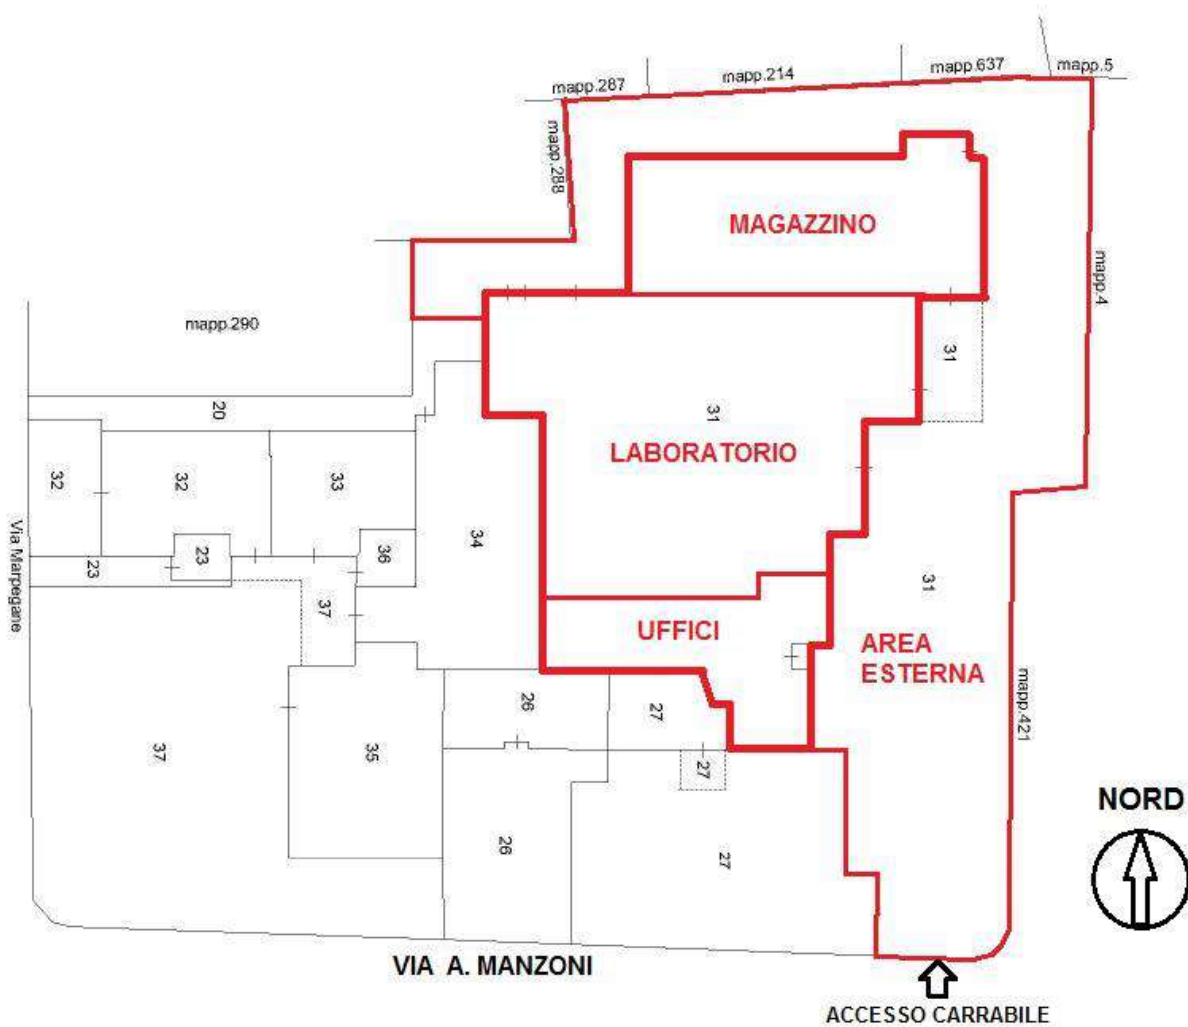 mapp.287
mapp.214
mapp.637
mapp.5
mapp.288
MAGAZZINO
mapp.4
mapp.290
31
20
31
LABORATORIO
32
32
33
34
36
23
23
37
31
Via Marpegane
UFFICI
AREA
ESTERNA
mapp.421
26
27
37
35
27
26
27
NORD
VIA A. MANZONI
ACCESSO CARRABILE